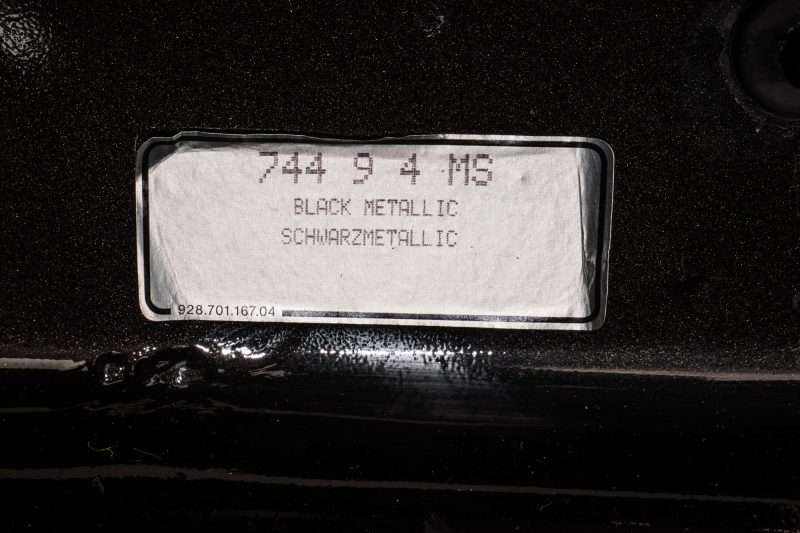 744 9 4 MS
BLACK METALLIC
SCHWARZMETALLIC
928.701.167.04